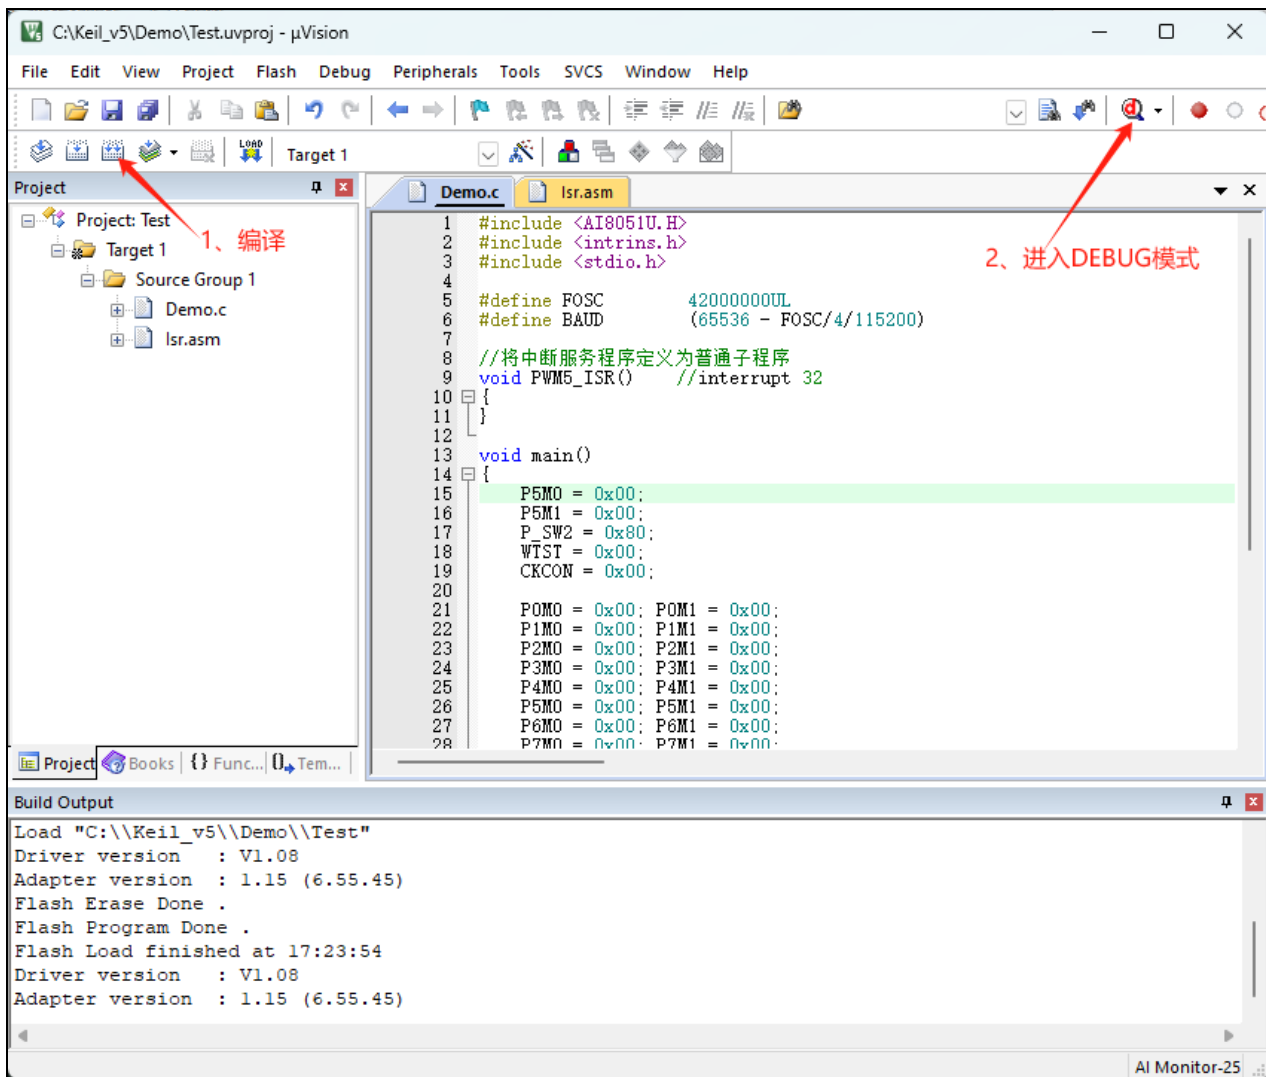 C:\Keil_v5\Demo\Test.uvproj - µVision
File Edit View Project Flash Debug Peripherals Tools SVCS Window Help
LOAD
Target 1
Project
Demo.c
Isr.asm
Project: Test
Target 1
Source Group 1
Demo.c
Isr.asm
1、编译
2、进入DEBUG模式
1 #include <AI8051U.H>
2 #include <intrins.h>
3 #include <stdio.h>
4
5 #define FOSC 42000000UL
6 #define BAUD (65536 - FOSC/4/115200)
7
8 //将中断服务程序定义为普通子程序
9 void PWM5_ISR() //interrupt 32
10 {
11 }
12
13 void main()
14 {
15 P5M0 = 0x00;
16 P5M1 = 0x00;
17 P_SW2 = 0x80;
18 WTST = 0x00;
19 CKCON = 0x00;
20
21 P0M0 = 0x00; P0M1 = 0x00;
22 P1M0 = 0x00; P1M1 = 0x00;
23 P2M0 = 0x00; P2M1 = 0x00;
24 P3M0 = 0x00; P3M1 = 0x00;
25 P4M0 = 0x00; P4M1 = 0x00;
26 P5M0 = 0x00; P5M1 = 0x00;
27 P6M0 = 0x00; P6M1 = 0x00;
28 P7M0 = 0x00; P7M1 = 0x00;
Project Books {} Func... Tem...
Build Output
Load "C:\\Keil_v5\\Demo\\Test"
Driver version : V1.08
Adapter version : 1.15 (6.55.45)
Flash Erase Done .
Flash Program Done .
Flash Load finished at 17:23:54
Driver version : V1.08
Adapter version : 1.15 (6.55.45)
AI Monitor-25